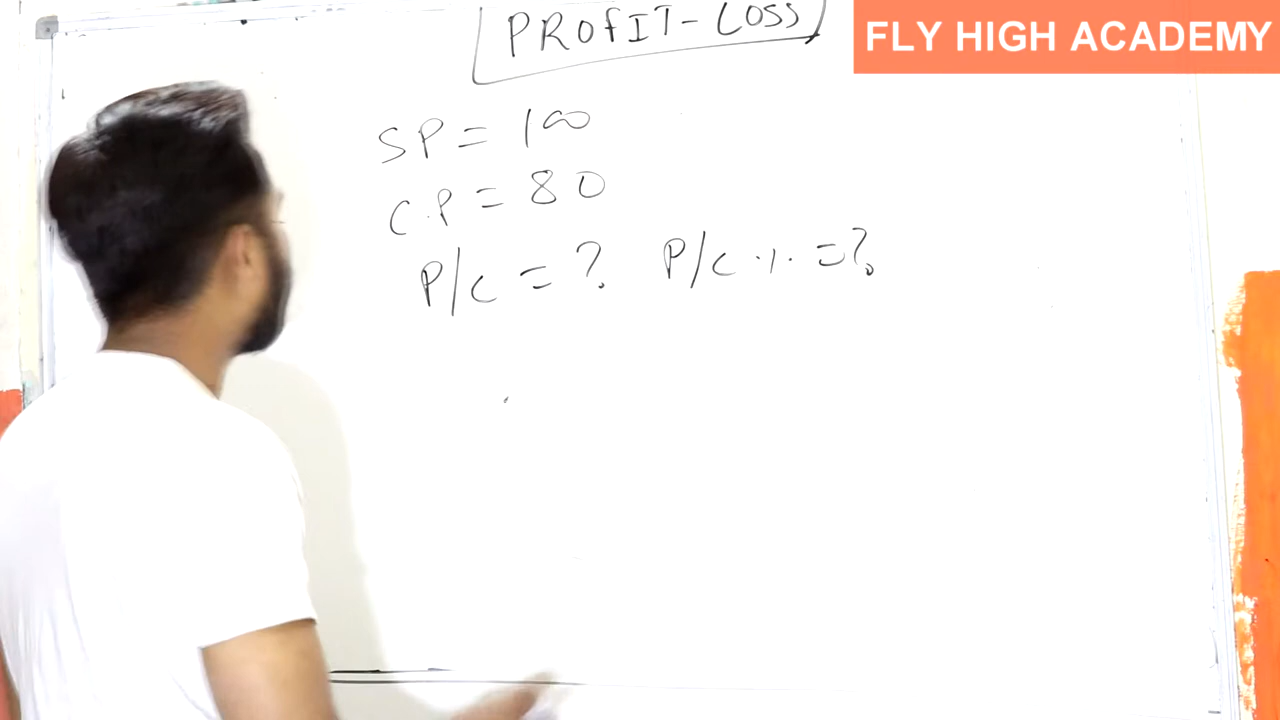 PROfIT-LOSS
FLY HIGH ACADEMY
SP = 100
C.P = 80
P/L = ? P/L % = ?